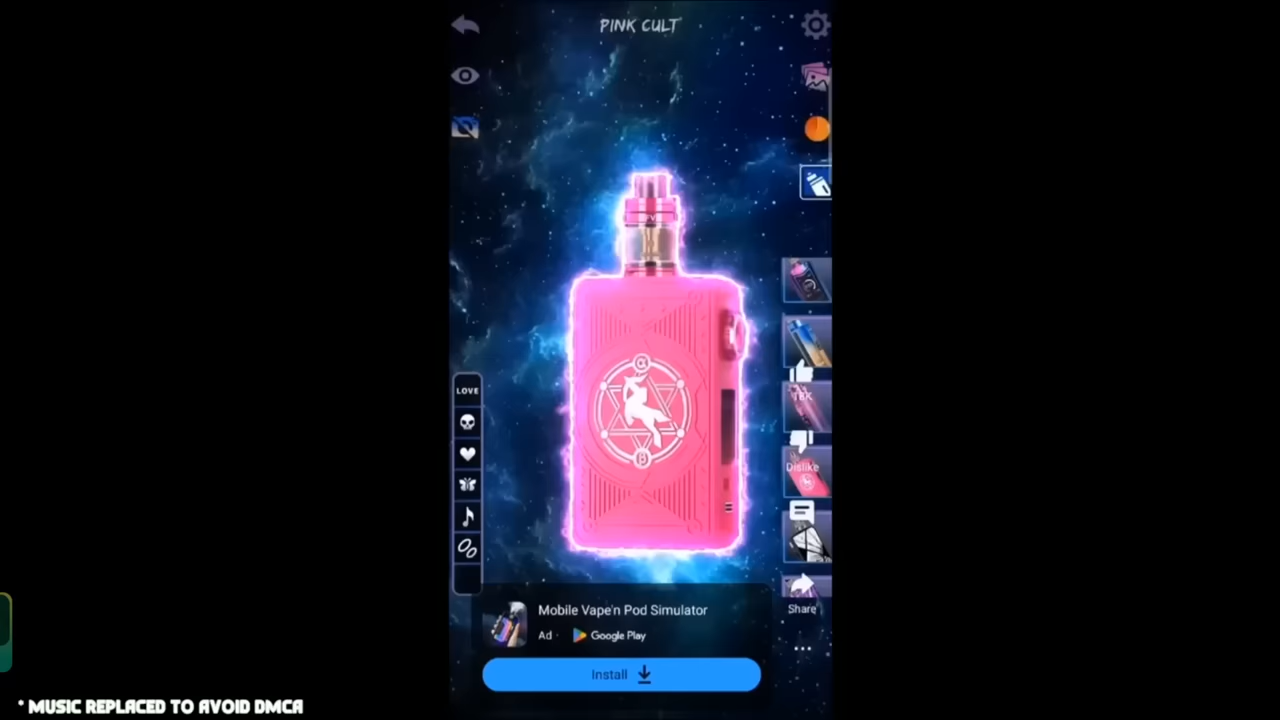 PINK CULT
LOVE
α
TBK
Dislike
β
Mobile Vape'n Pod Simulator
Ad · Google Play
Share
Install
* MUSIC REPLACED TO AVOID DMCA